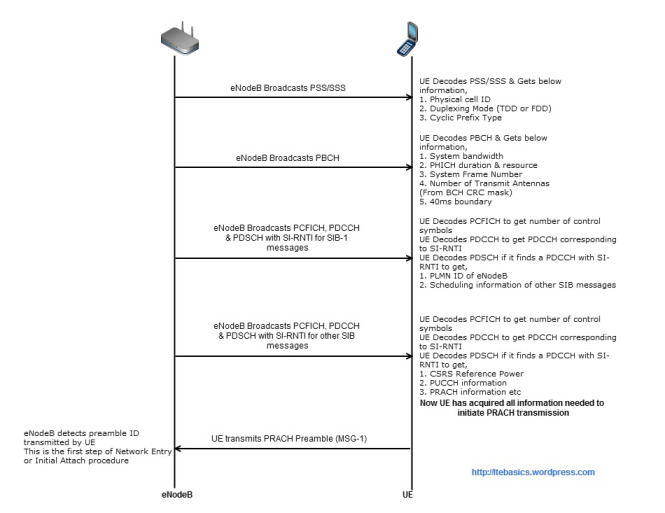 eNodeB Broadcasts PSS/SSS
UE Decodes PSS/SSS & Gets below
information,
1. Physical cell ID
2. Duplexing Mode (TDD or FDD)
3. Cyclic Prefix Type
eNodeB Broadcasts PBCH
UE Decodes PBCH & Gets below
information,
1. System bandwidth
2. PHICH duration & resource
3. System Frame Number
4. Number of Transmit Antennas
(From BCH CRC mask)
5. 40ms boundary
eNodeB Broadcasts PCFICH, PDCCH
& PDSCH with SI-RNTI for SIB-1
messages
UE Decodes PCFICH to get number of control
symbols
UE Decodes PDCCH to get PDCCH corresponding
to SI-RNTI
UE Decodes PDSCH if it finds a PDCCH with SI-
RNTI to get,
1. PLMN ID of eNodeB
2. Scheduling information of other SIB messages
eNodeB Broadcasts PCFICH, PDCCH
& PDSCH with SI-RNTI for other SIB
messages
UE Decodes PCFICH to get number of control
symbols
UE Decodes PDCCH to get PDCCH corresponding
to SI-RNTI
UE Decodes PDSCH if it finds a PDCCH with SI-
RNTI to get,
1. CSRS Reference Power
2. PUCCH information
3. PRACH information etc
Now UE has acquired all information needed to
initiate PRACH transmission
eNodeB detects preamble ID
transmitted by UE
This is the first step of Network Entry
or Initial Attach procedure
UE transmits PRACH Preamble (MSG-1)
http://ltebasics.wordpress.com
eNodeB
UE